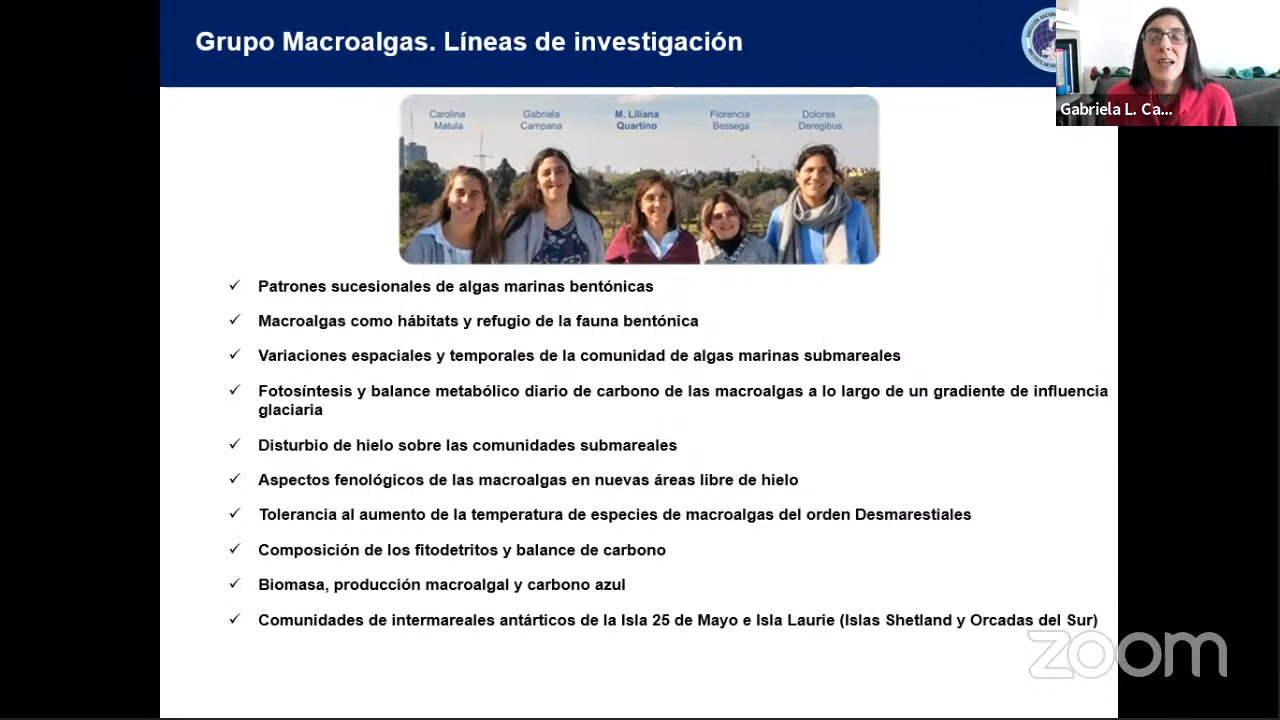 Grupo Macroalgas. Líneas de investigación
Gabriela L. Ca...
Carolina Matula
Gabriela Campana
M. Liliana Quartino
Florencia Bessega
Dolores Deregibus
✓ Patrones sucesionales de algas marinas bentónicas
✓ Macroalgas como hábitats y refugio de la fauna bentónica
✓ Variaciones espaciales y temporales de la comunidad de algas marinas submareales
✓ Fotosíntesis y balance metabólico diario de carbono de las macroalgas a lo largo de un gradiente de influencia
glaciaria
✓ Disturbio de hielo sobre las comunidades submareales
✓ Aspectos fenológicos de las macroalgas en nuevas áreas libre de hielo
✓ Tolerancia al aumento de la temperatura de especies de macroalgas del orden Desmarestiales
✓ Composición de los fitodetritos y balance de carbono
✓ Biomasa, producción macroalgal y carbono azul
✓ Comunidades de intermareales antárticos de la Isla 25 de Mayo e Isla Laurie (Islas Shetland y Orcadas del Sur)
zoom